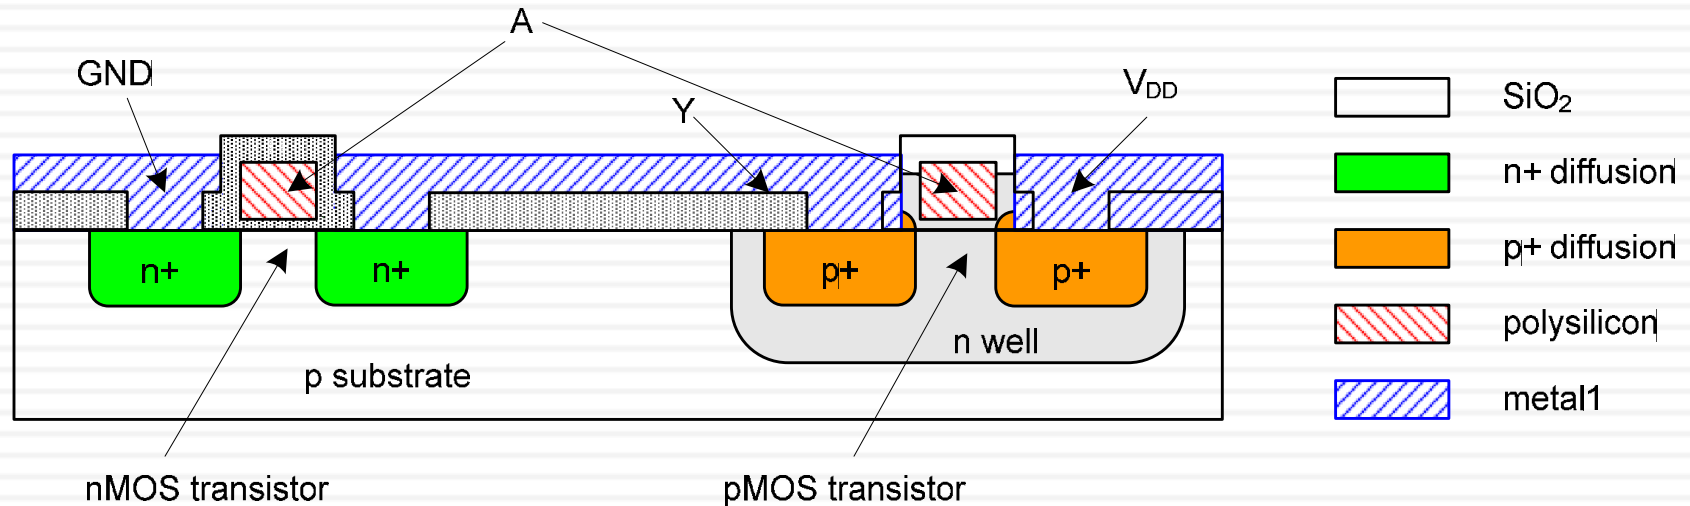 A
GND
Y
VDD
n+
n+
p+
p+
n well
p substrate
nMOS transistor
pMOS transistor
SiO2
n+ diffusion
p+ diffusion
polysilicon
metal1